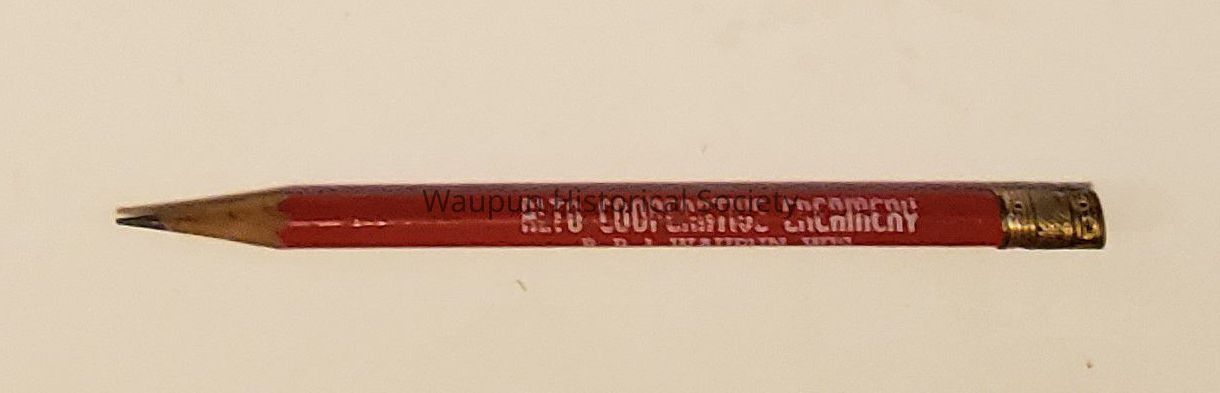 Waupun Historical Society
ALTO COOPERATIVE CREAMERY
R.R.1 WAUPUN, WIS.